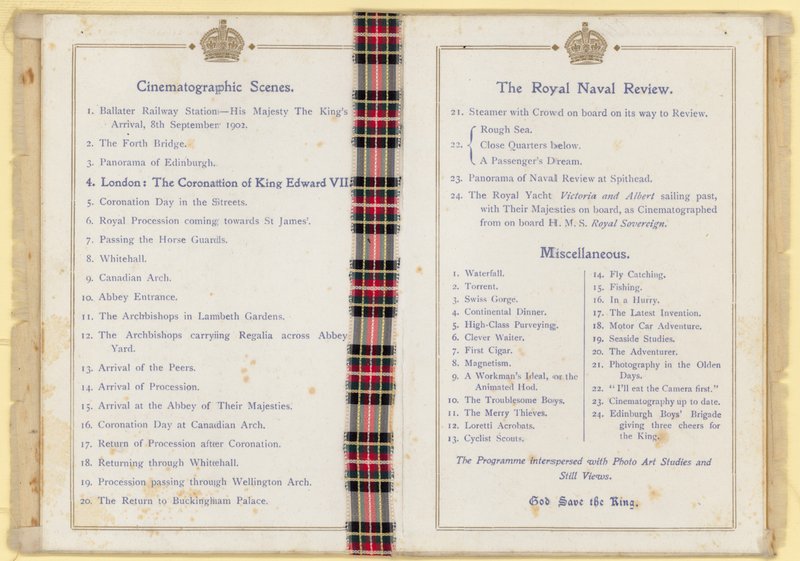 Cinematographic Scenes.
1. Ballater Railway Station—His Majesty The King's
Arrival, 8th September 1902.
2. The Forth Bridge.
3. Panorama of Edinburgh.
4. London: The Coronation of King Edward VII.
5. Coronation Day in the Streets.
6. Royal Procession coming towards St James'.
7. Passing the Horse Guards.
8. Whitehall.
9. Canadian Arch.
10. Abbey Entrance.
11. The Archbishops in Lambeth Gardens.
12. The Archbishops carrying Regalia across Abbey
Yard.
13. Arrival of the Peers.
14. Arrival of Procession.
15. Arrival at the Abbey of Their Majesties.
16. Coronation Day at Canadian Arch.
17. Return of Procession after Coronation.
18. Returning through Whitehall.
19. Procession passing through Wellington Arch.
20. The Return to Buckingham Palace.
The Royal Naval Review.
21. Steamer with Crowd on board on its way to Review.
Rough Sea.
22. Close Quarters below.
A Passenger's Dream.
23. Panorama of Naval Review at Spithead.
24. The Royal Yacht Victoria and Albert sailing past,
with Their Majesties on board, as Cinematographed
from on board H. M. S. Royal Sovereign.
Miscellaneous.
1. Waterfall.
2. Torrent.
3. Swiss Gorge.
4. Continental Dinner.
5. High-Class Purveying.
6. Clever Waiter.
7. First Cigar.
8. Magnetism.
9. A Workman's Ideal, or the
Animated Hod.
10. The Troublesome Boys.
11. The Merry Thieves.
12. Loretti Acrobats.
13. Cyclist Scouts.
14. Fly Catching.
15. Fishing.
16. In a Hurry.
17. The Latest Invention.
18. Motor Car Adventure.
19. Seaside Studies.
20. The Adventurer.
21. Photography in the Olden
Days.
22. "I'll eat the Camera first."
23. Cinematography up to date.
24. Edinburgh Boys' Brigade
giving three cheers for
the King.
The Programme interspersed with Photo Art Studies and
Still Views.
God Save the King.